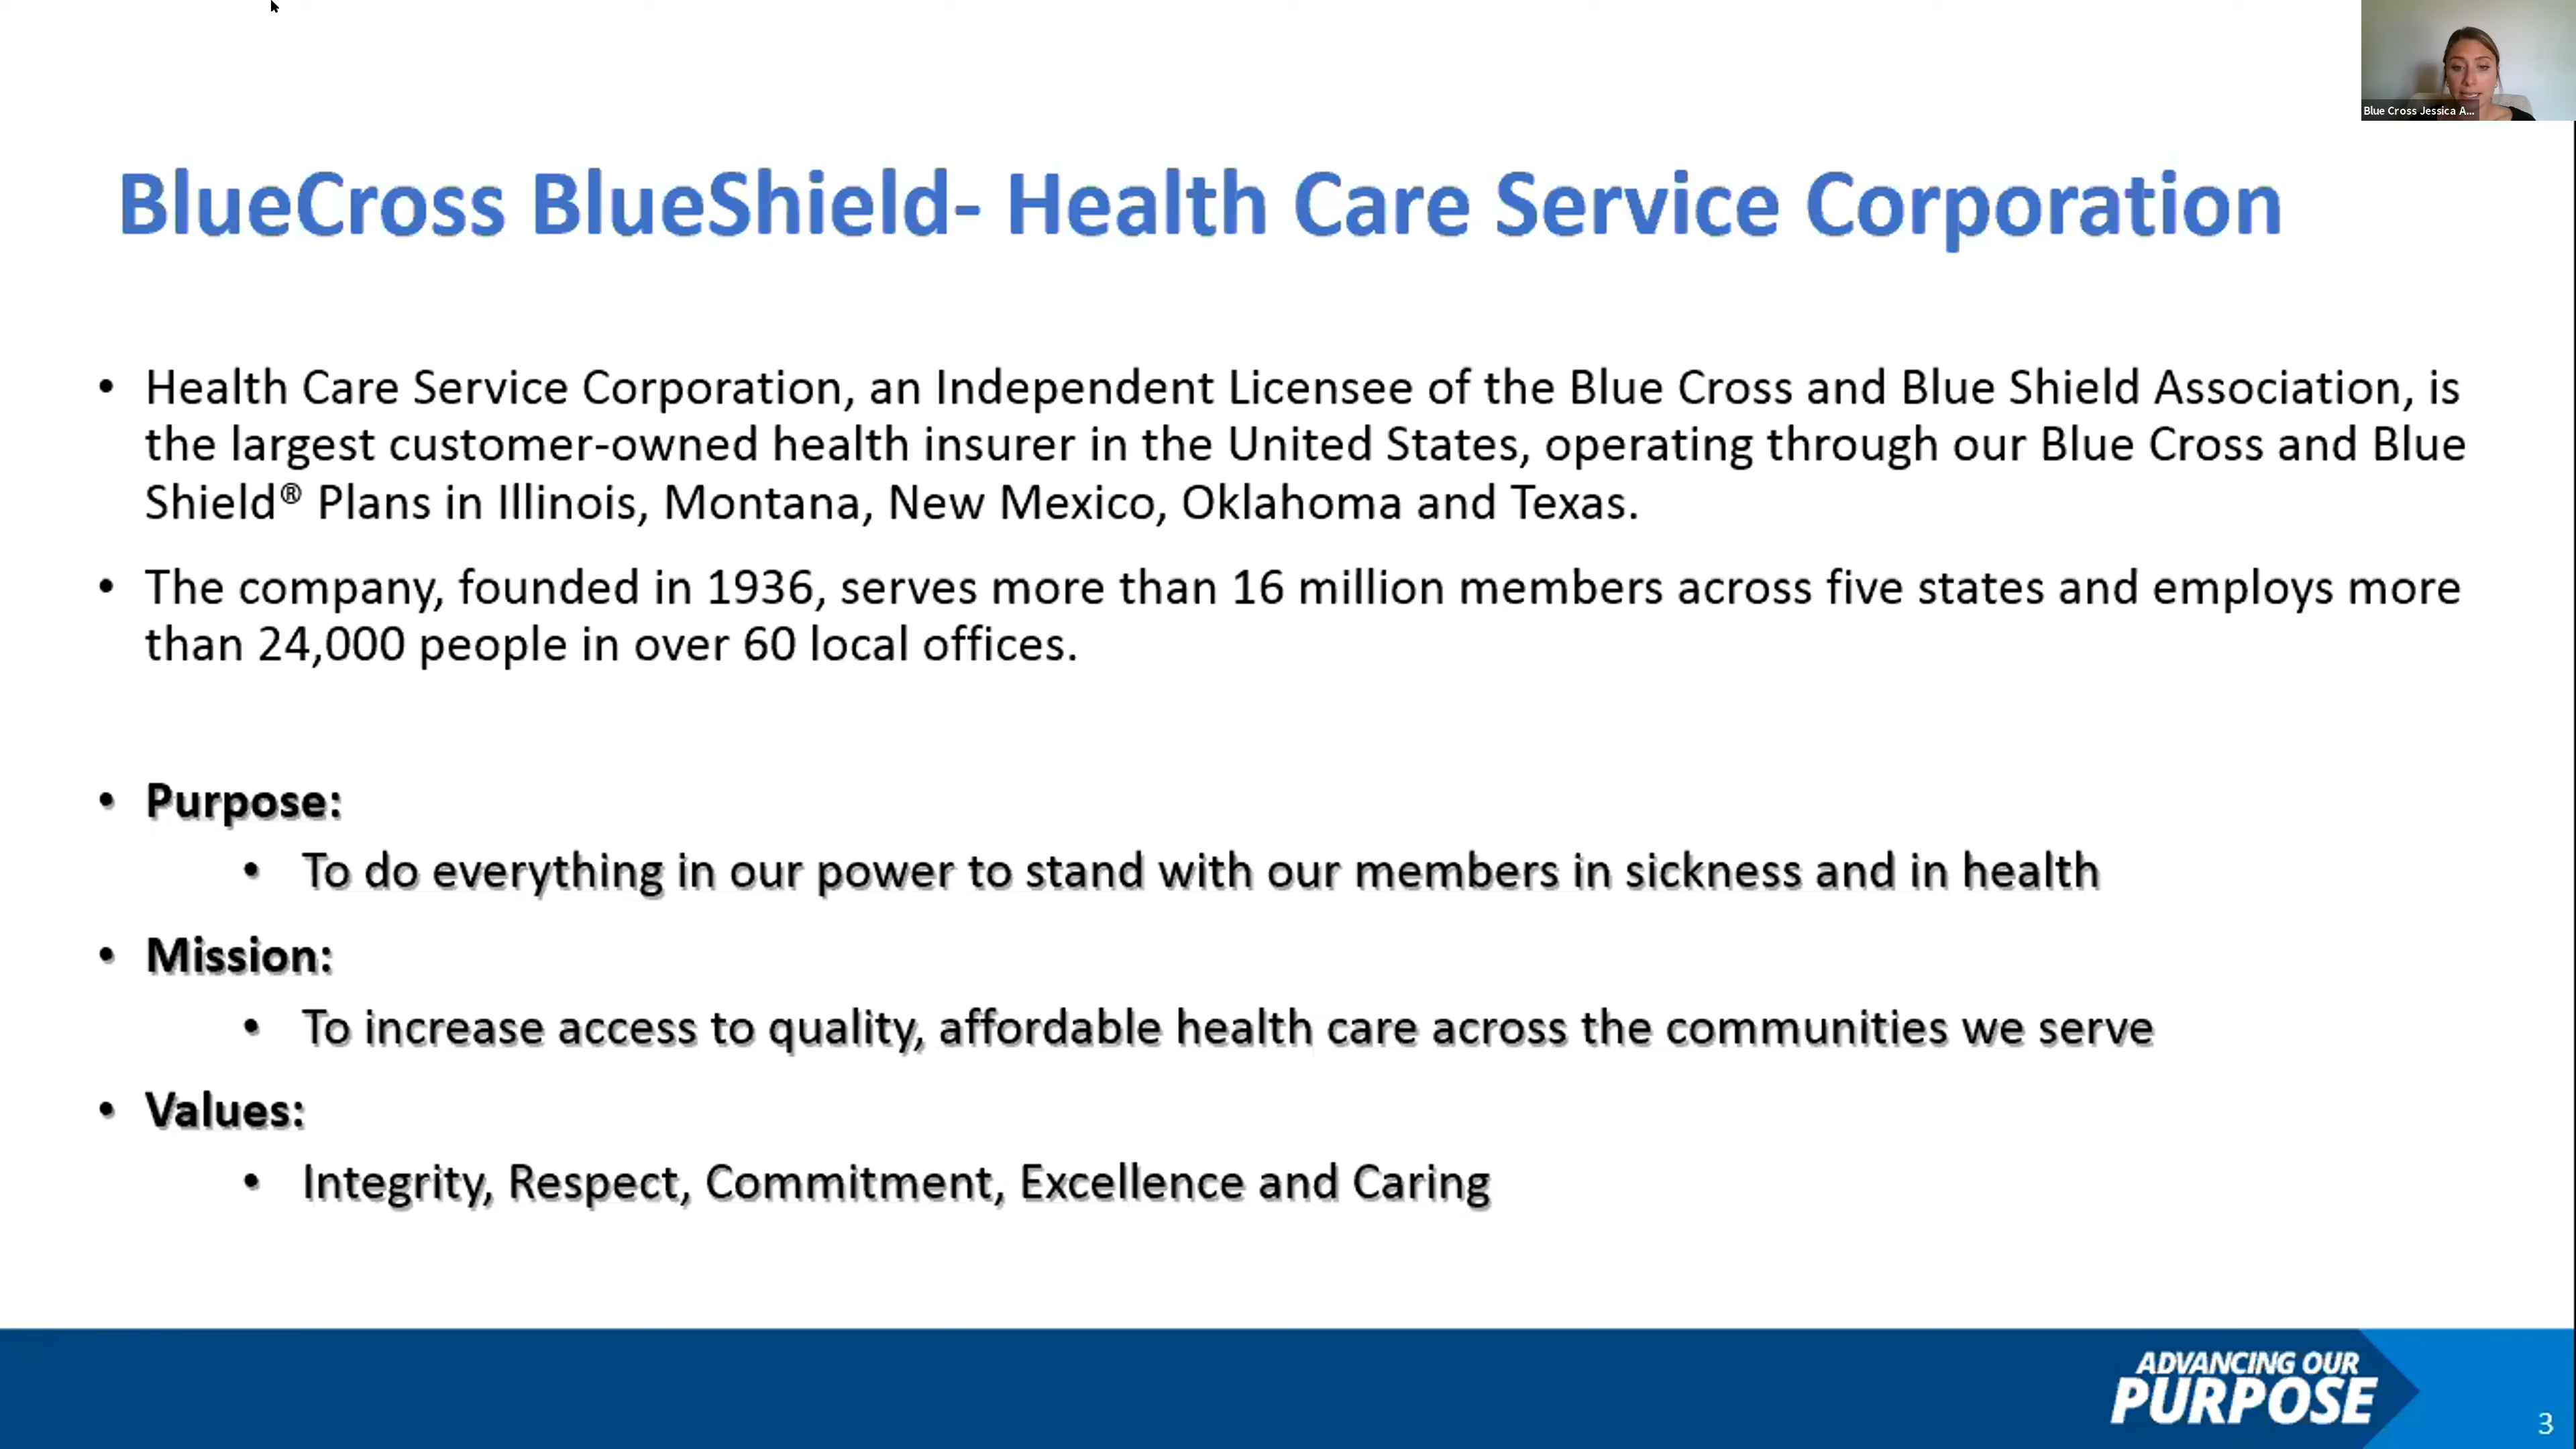 Blue Cross Jessica A...
BlueCross BlueShield- Health Care Service Corporation
• Health Care Service Corporation, an Independent Licensee of the Blue Cross and Blue Shield Association, is
the largest customer-owned health insurer in the United States, operating through our Blue Cross and Blue
Shield® Plans in Illinois, Montana, New Mexico, Oklahoma and Texas.
• The company, founded in 1936, serves more than 16 million members across five states and employs more
than 24,000 people in over 60 local offices.
• Purpose:
• To do everything in our power to stand with our members in sickness and in health
• Mission:
• To increase access to quality, affordable health care across the communities we serve
• Values:
• Integrity, Respect, Commitment, Excellence and Caring
ADVANCING OUR
PURPOSE
3